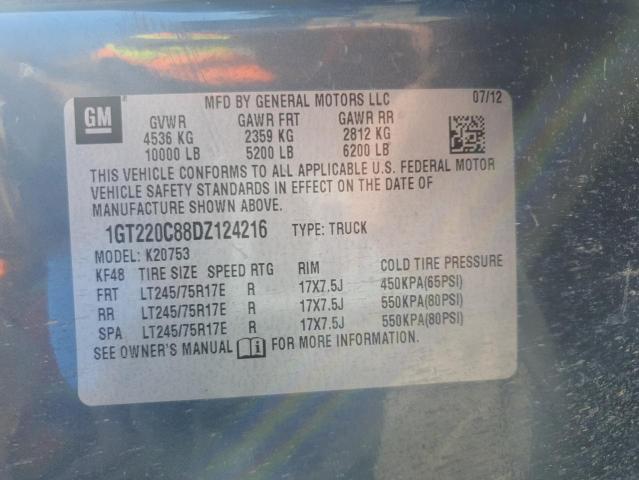 GM
MFD BY GENERAL MOTORS LLC 07/12
GVWR GAWR FRT GAWR RR
4536 KG 2359 KG 2812 KG
10000 LB 5200 LB 6200 LB
THIS VEHICLE CONFORMS TO ALL APPLICABLE U.S. FEDERAL MOTOR
VEHICLE SAFETY STANDARDS IN EFFECT ON THE DATE OF
MANUFACTURE SHOWN ABOVE.
1GT220C88DZ124216 TYPE: TRUCK
MODEL: K20753
KF48 TIRE SIZE SPEED RTG RIM COLD TIRE PRESSURE
FRT LT245/75R17E R 17X7.5J 450KPA(65PSI)
RR LT245/75R17E R 17X7.5J 550KPA(80PSI)
SPA LT245/75R17E R 17X7.5J 550KPA(80PSI)
SEE OWNER'S MANUAL FOR MORE INFORMATION.